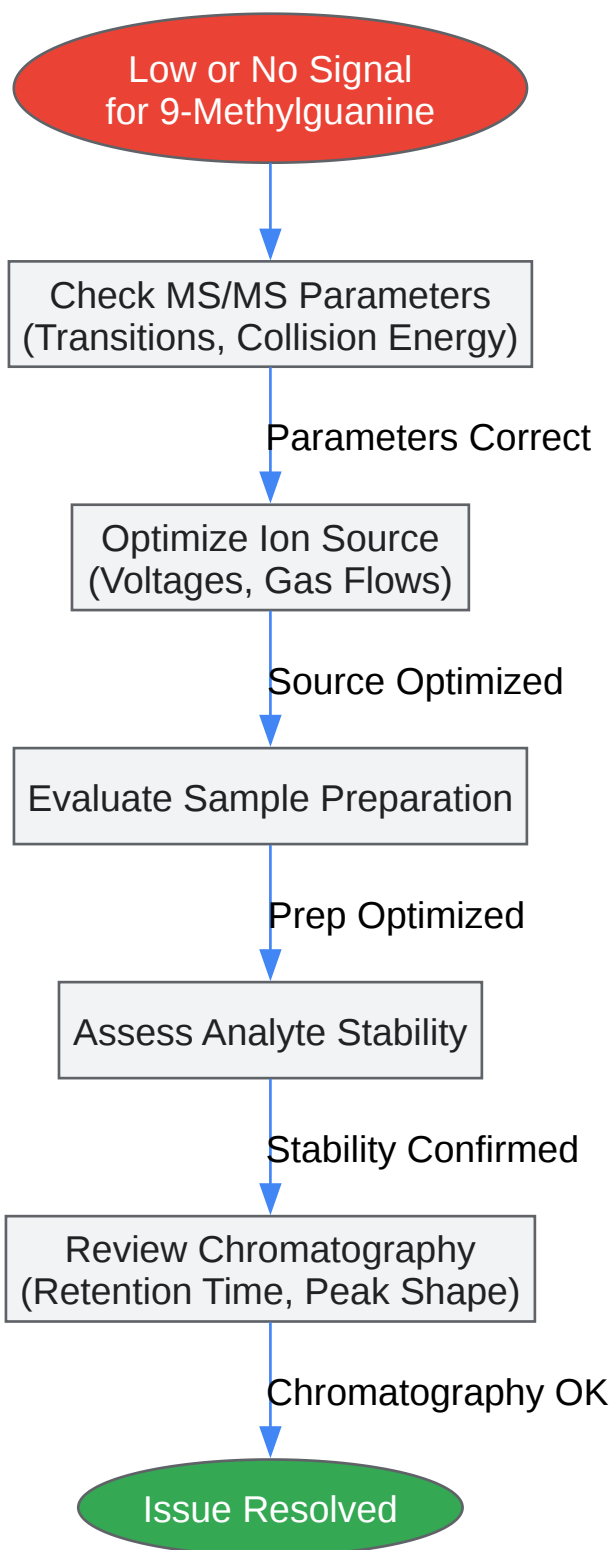 Low or No Signal
for 9-Methylguanine
Check MS/MS Parameters
(Transitions, Collision Energy)
Parameters Correct
Optimize Ion Source
(Voltages, Gas Flows)
Source Optimized
Evaluate Sample Preparation
Prep Optimized
Assess Analyte Stability
Stability Confirmed
Review Chromatography
(Retention Time, Peak Shape)
Chromatography OK
Issue Resolved